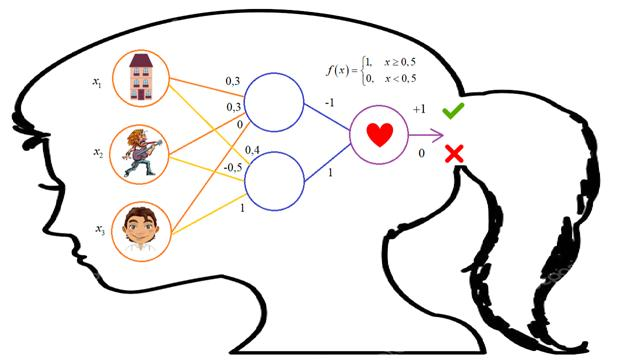 f(x) = {1, x ≥ 0,5
0, x < 0,5
x₁
0,3
-1
+1
0,3
0
x₂
0,4
0
-0,5
1
1
x₃